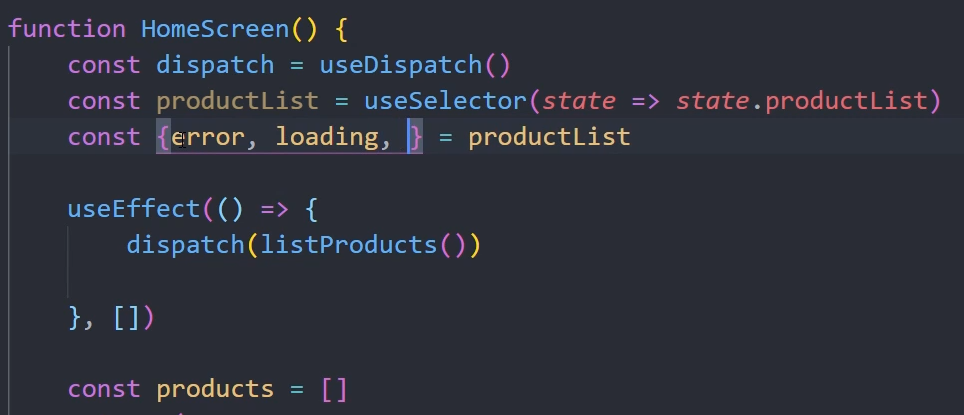 function HomeScreen() {
    const dispatch = useDispatch()
    const productList = useSelector(state => state.productList)
    const {error, loading, } = productList
    useEffect(() => {
        dispatch(listProducts())
    }, [])
    const products = []